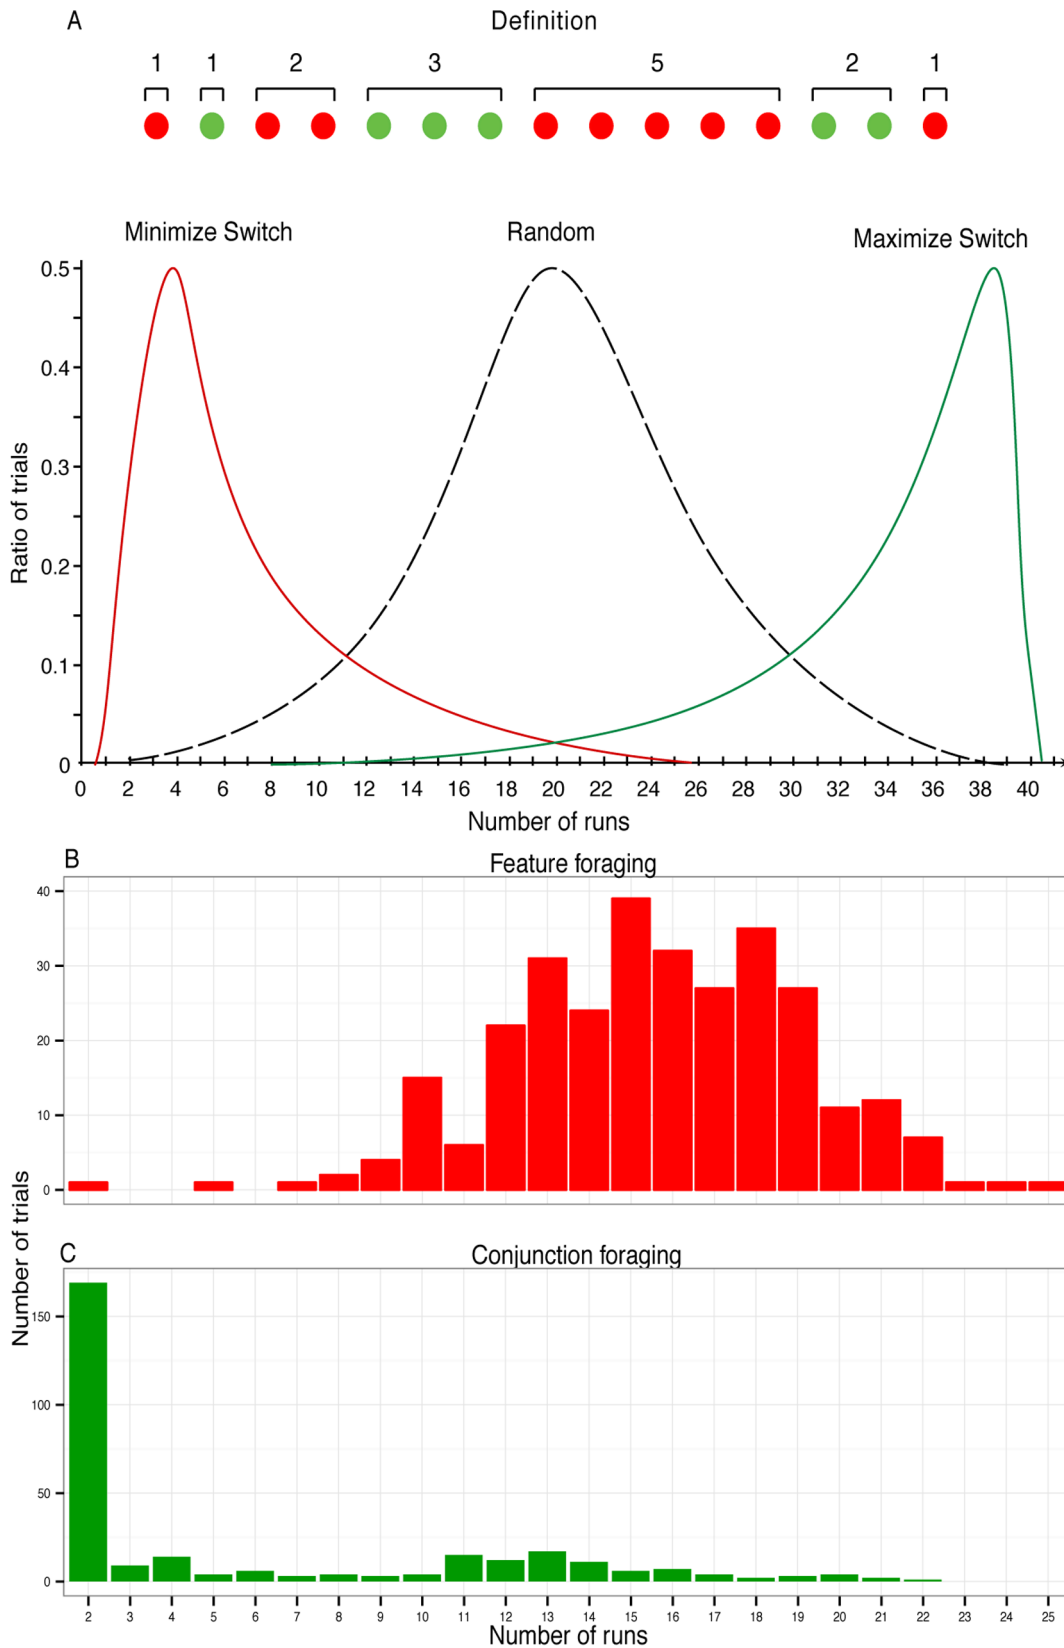 A
Definition
1 1 2 3 5 2 1
Minimize Switch
Random
Maximize Switch
Ratio of trials
0.5
0.4
0.3
0.2
0.1
0
0 2 4 6 8 10 12 14 16 18 20 22 24 26 28 30 32 34 36 38 40
Number of runs
B
Feature foraging
40
30
20
10
0
Number of trials
C
Conjunction foraging
150
100
50
0
2 3 4 5 6 7 8 9 10 11 12 13 14 15 16 17 18 19 20 21 22 23 24 25
Number of runs